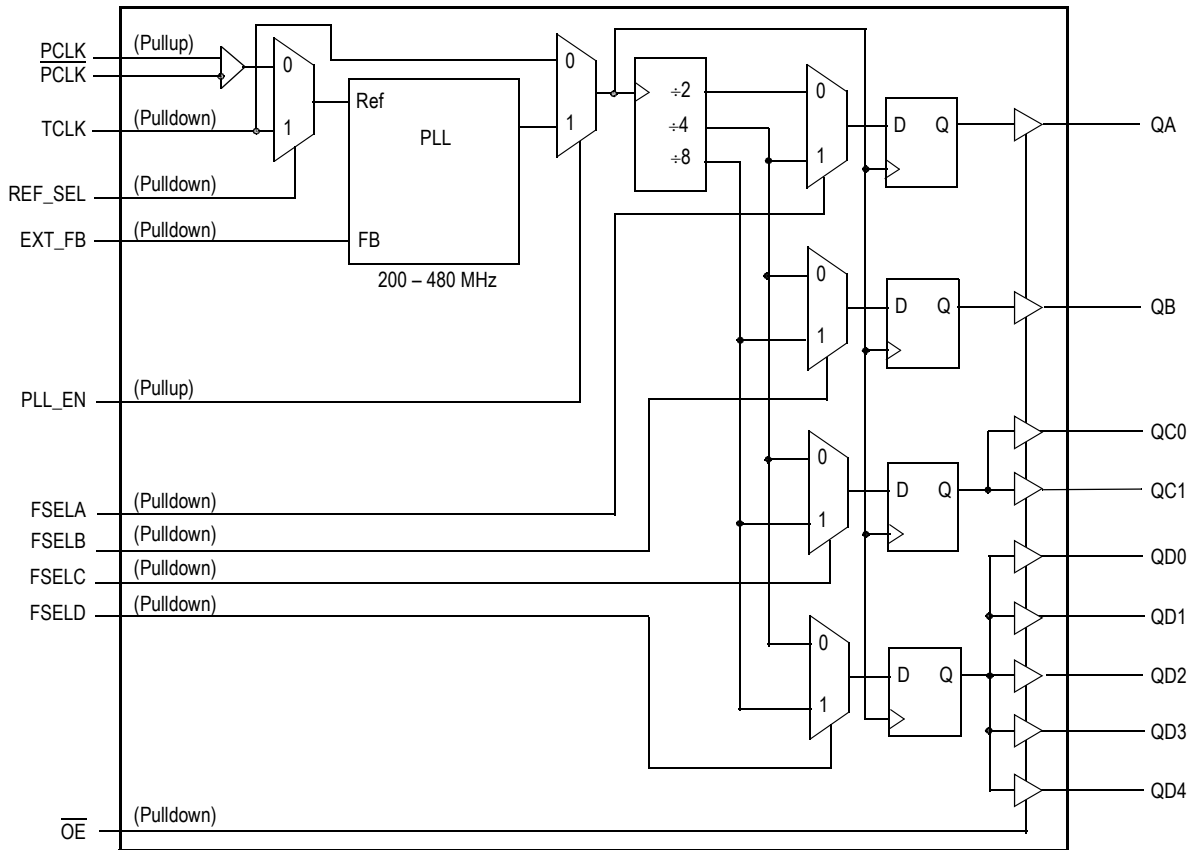 PCLK (Pullup)
PCLK
TCLK (Pulldown)
REF_SEL (Pulldown)
EXT_FB (Pulldown)
0
1
Ref
PLL
FB
200 – 480 MHz
0
1
÷2
÷4
÷8
0
1
D Q
QA
0
1
D Q
QB
PLL_EN (Pullup)
QC0
0
1
D Q
QC1
FSELA (Pulldown)
FSELB (Pulldown)
FSELC (Pulldown)
FSELD (Pulldown)
QD0
QD1
0
1
D Q
QD2
QD3
QD4
OE (Pulldown)